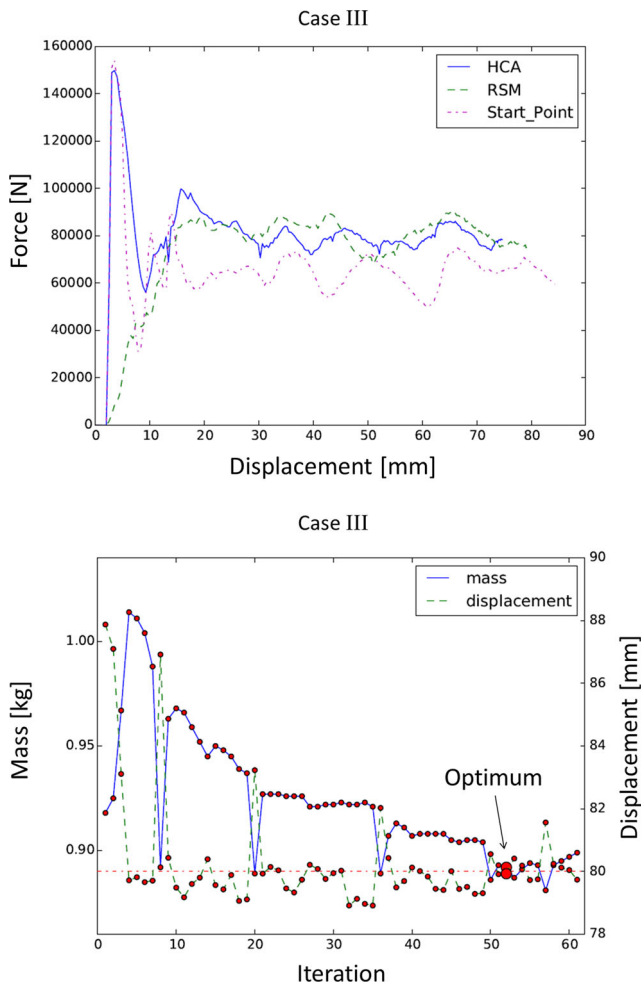 Case III
160000
140000
120000
100000
80000
60000
40000
20000
0
Force [N]
HCA
RSM
Start_Point
0 10 20 30 40 50 60 70 80 90
Displacement [mm]
Case III
1.00
0.95
0.90
Mass [kg]
mass
displacement
Optimum
90
88
86
84
82
80
78
Displacement [mm]
0 10 20 30 40 50 60
Iteration